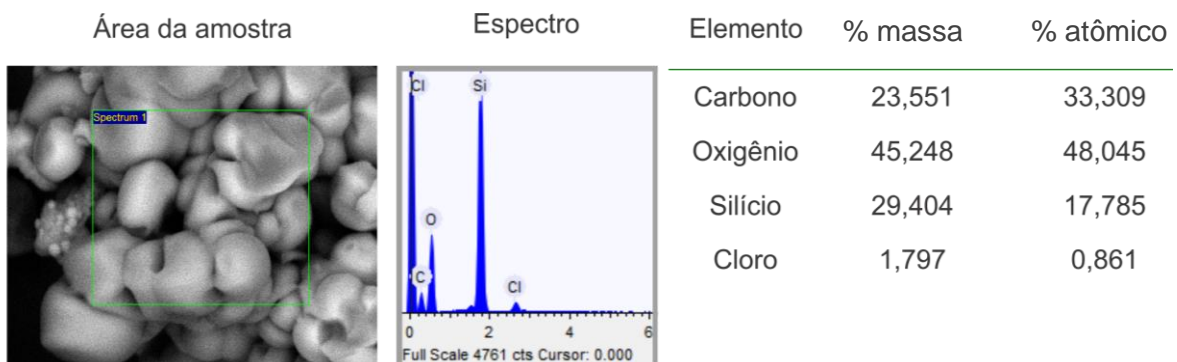 Área da amostra
Spectrum 1
Espectro
Cl
Si
O
C
Cl
0 2 4 6
Full Scale 4761 cts Cursor: 0.000
Elemento % massa % atômico
Carbono 23,551 33,309
Oxigênio 45,248 48,045
Silício 29,404 17,785
Cloro 1,797 0,861